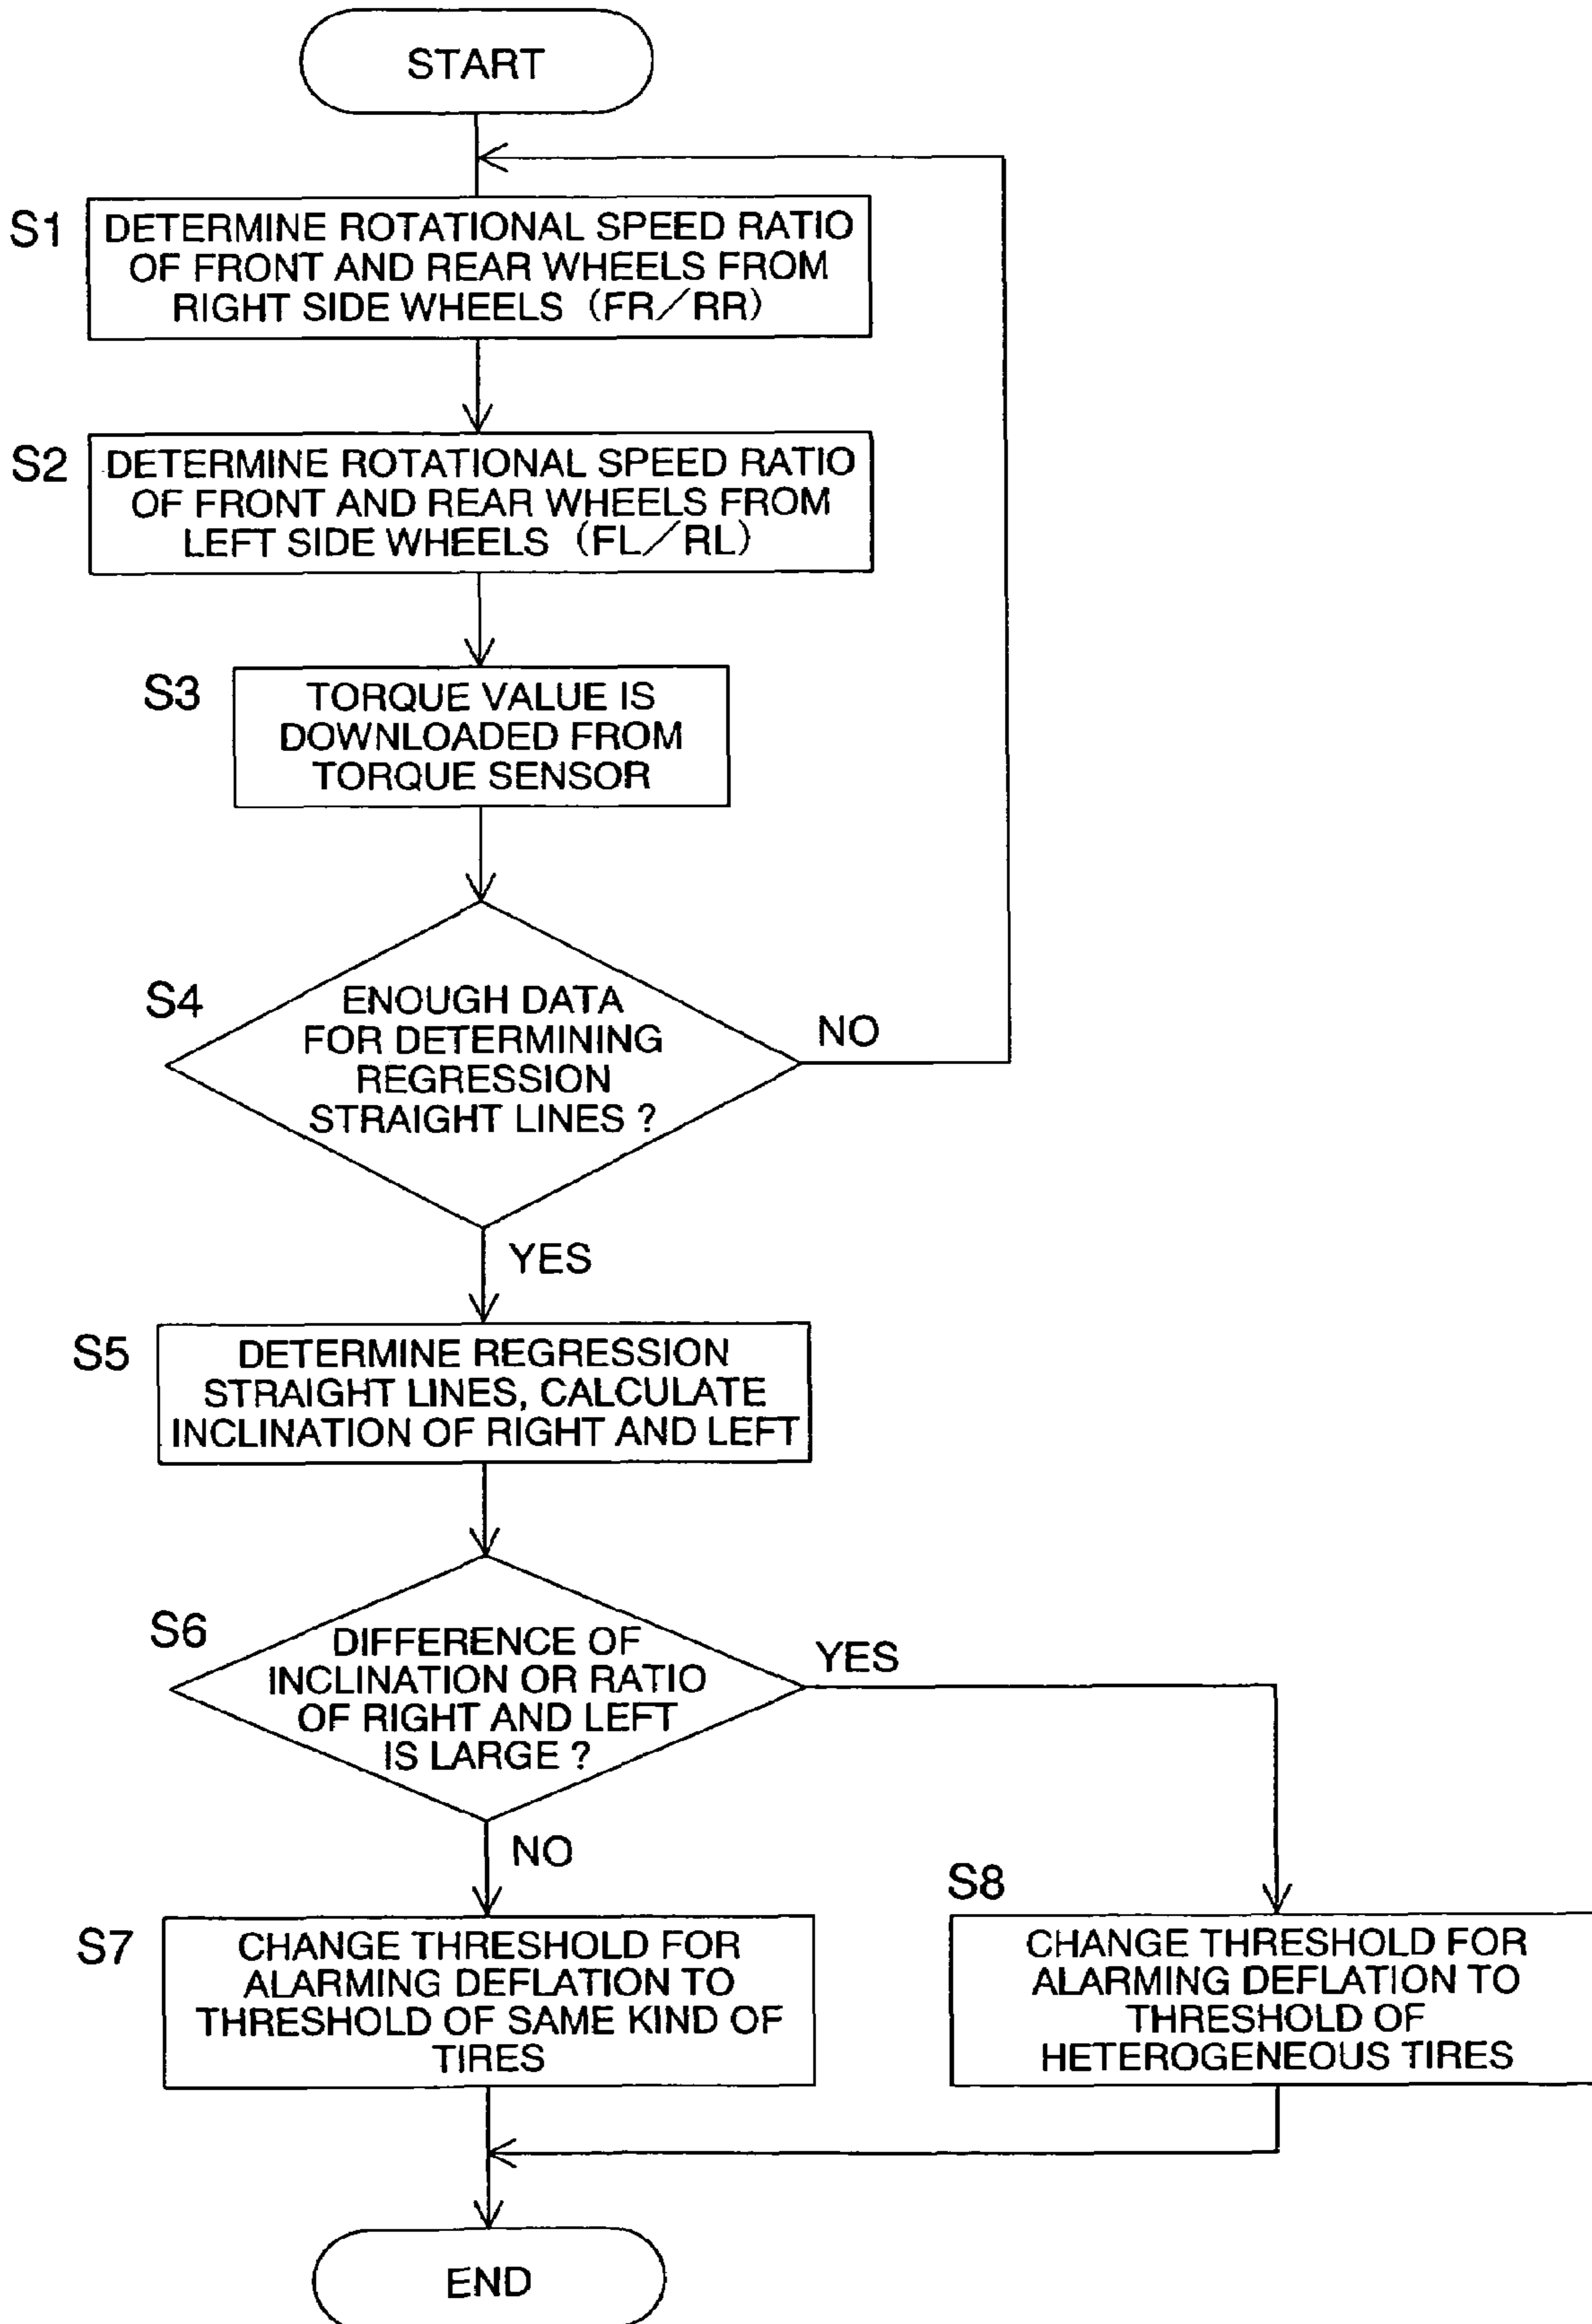 START
S1
DETERMINE ROTATIONAL SPEED RATIO
OF FRONT AND REAR WHEELS FROM
RIGHT SIDE WHEELS (FR/RR)
S2
DETERMINE ROTATIONAL SPEED RATIO
OF FRONT AND REAR WHEELS FROM
LEFT SIDE WHEELS (FL/RL)
S3
TORQUE VALUE IS
DOWNLOADED FROM
TORQUE SENSOR
S4
ENOUGH DATA
FOR DETERMINING
REGRESSION
STRAIGHT LINES ?
NO
YES
S5
DETERMINE REGRESSION
STRAIGHT LINES, CALCULATE
INCLINATION OF RIGHT AND LEFT
S6
DIFFERENCE OF
INCLINATION OR RATIO
OF RIGHT AND LEFT
IS LARGE ?
YES
NO
S7
CHANGE THRESHOLD FOR
ALARMING DEFLATION TO
THRESHOLD OF SAME KIND OF
TIRES
S8
CHANGE THRESHOLD FOR
ALARMING DEFLATION TO
THRESHOLD OF
HETEROGENEOUS TIRES
END